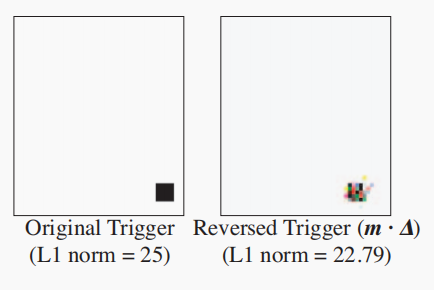 Original Trigger
(L1 norm = 25)
Reversed Trigger (m · Δ)
(L1 norm = 22.79)